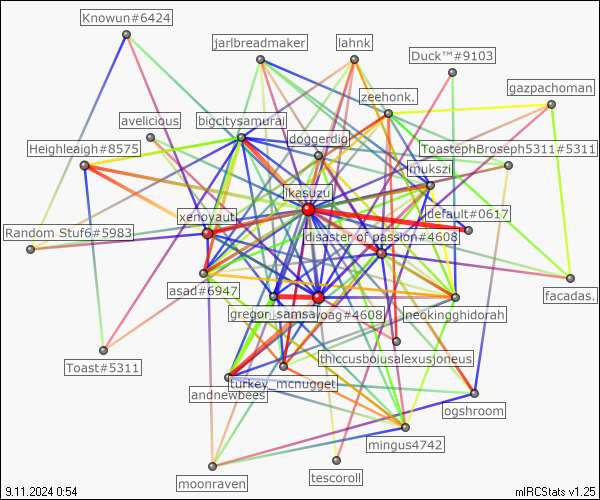 Knowun#6424
jarlbreadmaker
lahnk
Duck™#9103
gazpachoman
zeehonk.
avelicious
bigcitysamurai
doggerdig
Heighleaigh#8575
ToastephBroseph5311#5311
mukszi
ikasuzu
xenoyaut
default#0617
Random Stuf6#5983
disaster of passion#4608
asad#6947
facadas.
gregor_samsa
neokingghidorah
thiccusboiusalexusjoneus
Toast#5311
turkey_mcnugget
andnewbees
ogshroom
mingus4742
moonraven
tescoroll
9.11.2024 0:54
mIRCStats v1.25